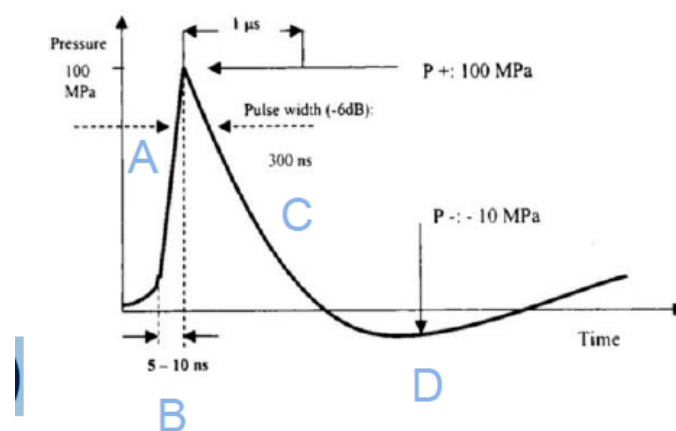 1 µs
Pressure
100
MPa
P +: 100 MPa
Pulse width (-6dB):
A
300 ns
C
P -: - 10 MPa
Time
5 – 10 ns
B
D